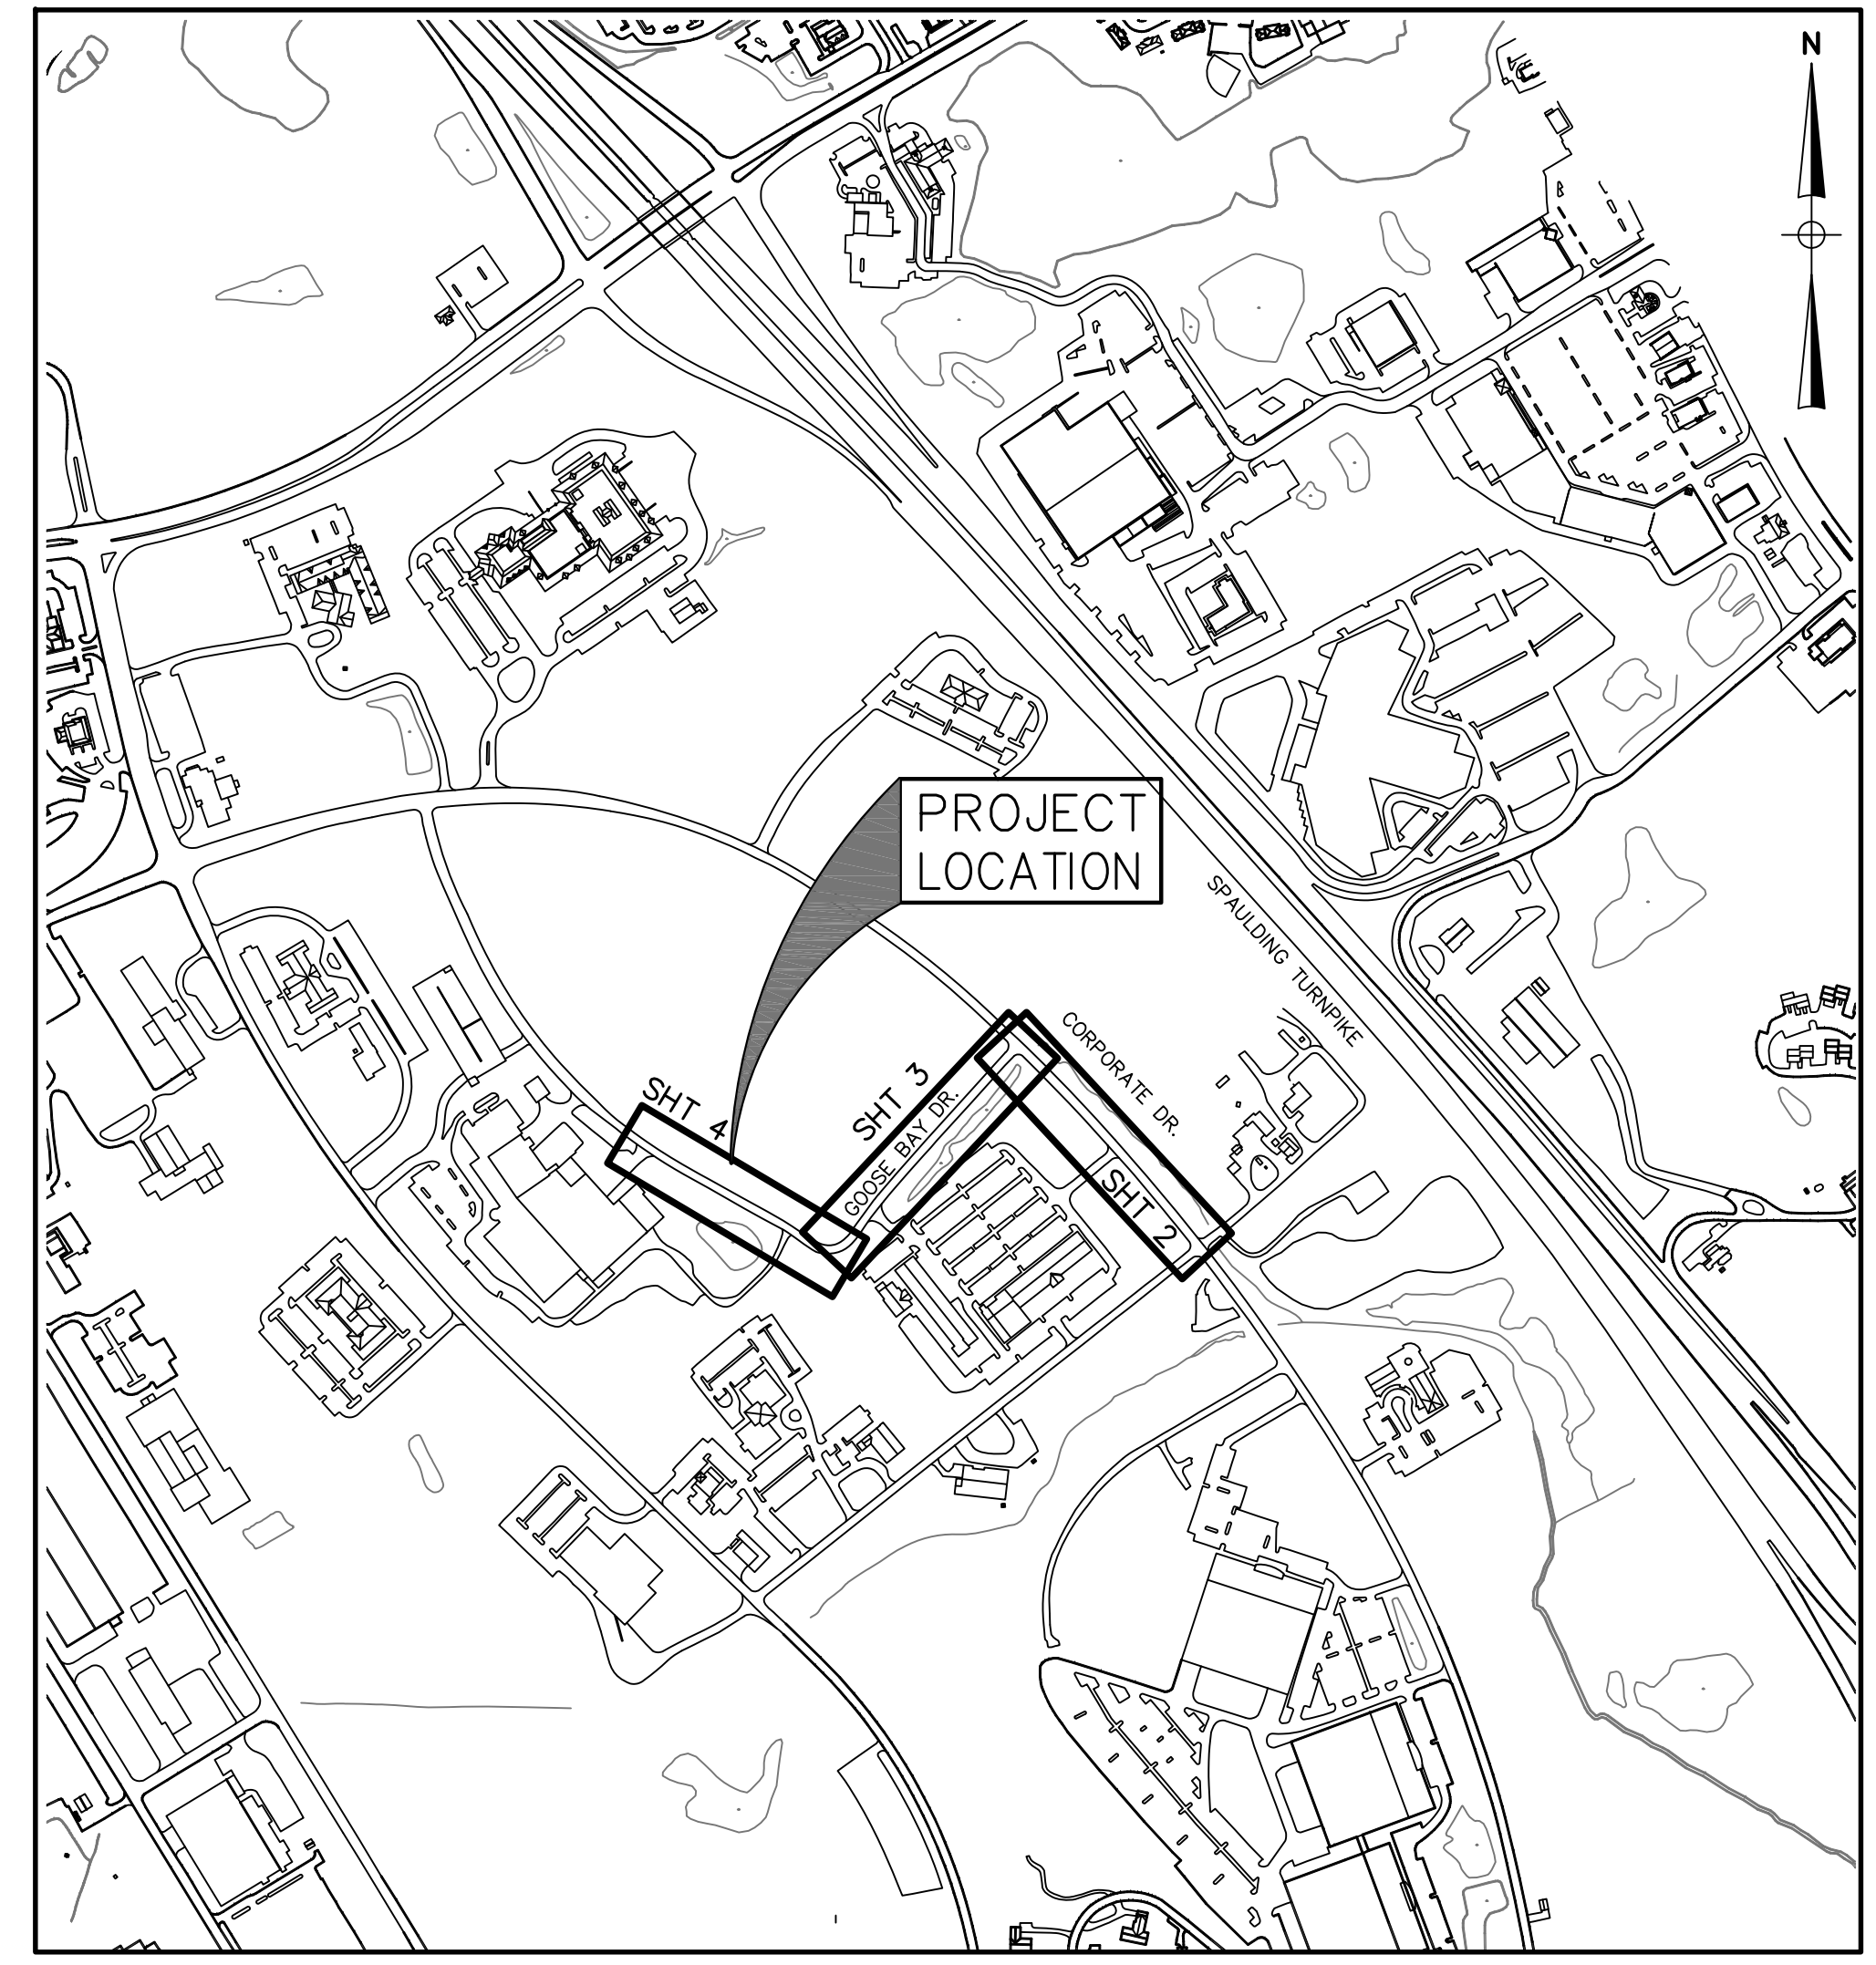 N
PROJECT
LOCATION
SPAULDING TURNPIKE
CORPORATE DR.
SHT 3
GOOSE BAY DR.
SHT 4
SHT 2